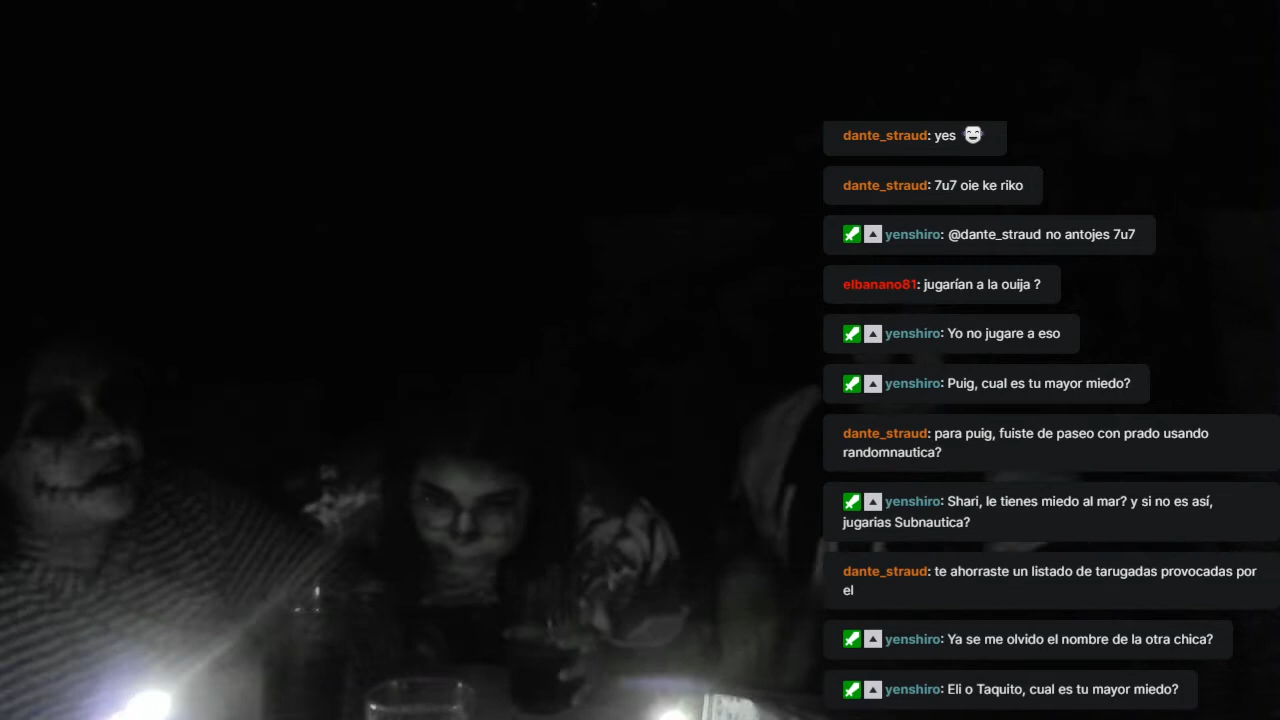 dante_straud: yes
dante_straud: 7u7 oie ke riko
yenshiro: @dante_straud no antojes 7u7
elbanano81: jugarían a la ouija ?
yenshiro: Yo no jugare a eso
yenshiro: Puig, cual es tu mayor miedo?
dante_straud: para puig, fuiste de paseo con prado usando
randomnautica?
yenshiro: Shari, le tienes miedo al mar? y si no es así,
jugarias Subnautica?
dante_straud: te ahorraste un listado de tarugadas provocadas por
el
yenshiro: Ya se me olvido el nombre de la otra chica?
yenshiro: Eli o Taquito, cual es tu mayor miedo?